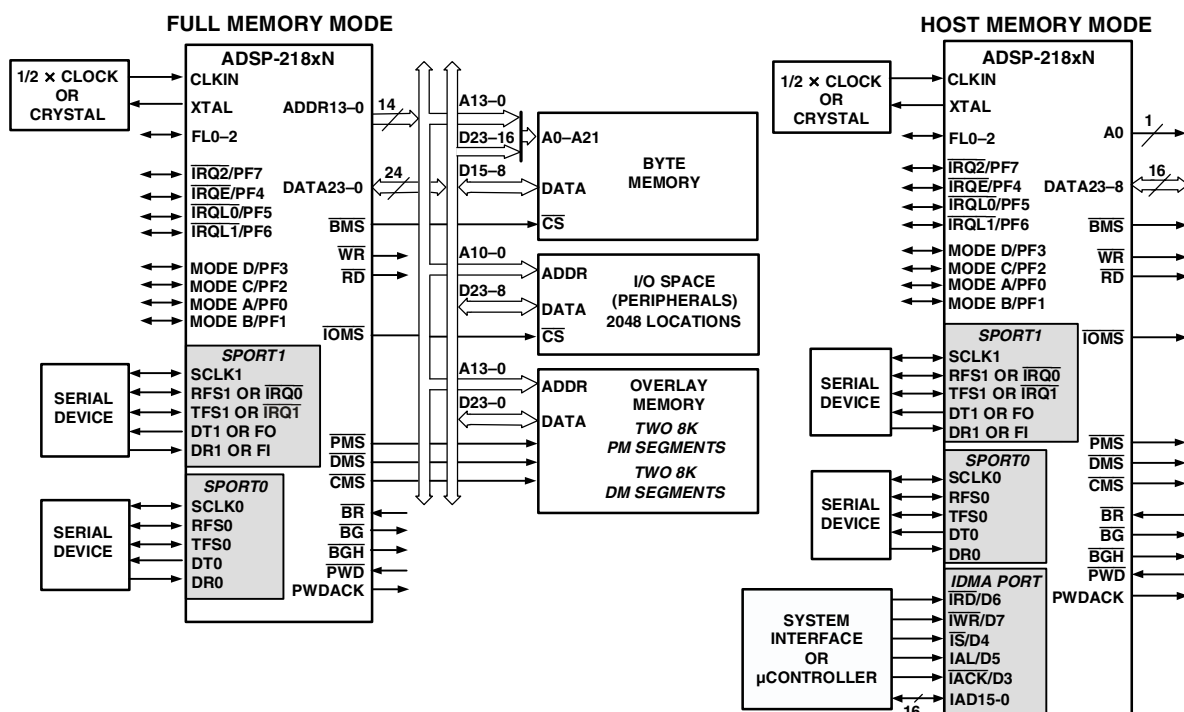 FULL MEMORY MODE
ADSP-218xN
1/2 × CLOCK
OR
CRYSTAL
CLKIN
XTAL
FL0–2
IRQ2/PF7
IRQE/PF4
IRQL0/PF5
IRQL1/PF6
MODE D/PF3
MODE C/PF2
MODE A/PF0
MODE B/PF1
SERIAL
DEVICE
SPORT1
SCLK1
RFS1 OR IRQ0
TFS1 OR IRQ1
DT1 OR FO
DR1 OR FI
SERIAL
DEVICE
SPORT0
SCLK0
RFS0
TFS0
DT0
DR0
ADDR13–0
14
DATA23–0
24
BMS
WR
RD
IOMS
PMS
DMS
CMS
BR
BG
BGH
PWD
PWDACK
A13–0
D23–16
D15–8
A0–A21
DATA
CS
BYTE
MEMORY
A10–0
D23–8
ADDR
DATA
CS
I/O SPACE
(PERIPHERALS)
2048 LOCATIONS
A13–0
D23–0
ADDR
DATA
OVERLAY
MEMORY
TWO 8K
PM SEGMENTS
TWO 8K
DM SEGMENTS
HOST MEMORY MODE
ADSP-218xN
1/2 × CLOCK
OR
CRYSTAL
CLKIN
XTAL
FL0–2
IRQ2/PF7
IRQE/PF4
IRQL0/PF5
IRQL1/PF6
MODE D/PF3
MODE C/PF2
MODE A/PF0
MODE B/PF1
SERIAL
DEVICE
SPORT1
SCLK1
RFS1 OR IRQ0
TFS1 OR IRQ1
DT1 OR FO
DR1 OR FI
SERIAL
DEVICE
SPORT0
SCLK0
RFS0
TFS0
DT0
DR0
SYSTEM
INTERFACE
OR
µCONTROLLER
IDMA PORT
IRD/D6
IWR/D7
IS/D4
IAL/D5
IACK/D3
IAD15-0
16
A0
1
DATA23–8
16
BMS
WR
RD
IOMS
PMS
DMS
CMS
BR
BG
BGH
PWD
PWDACK